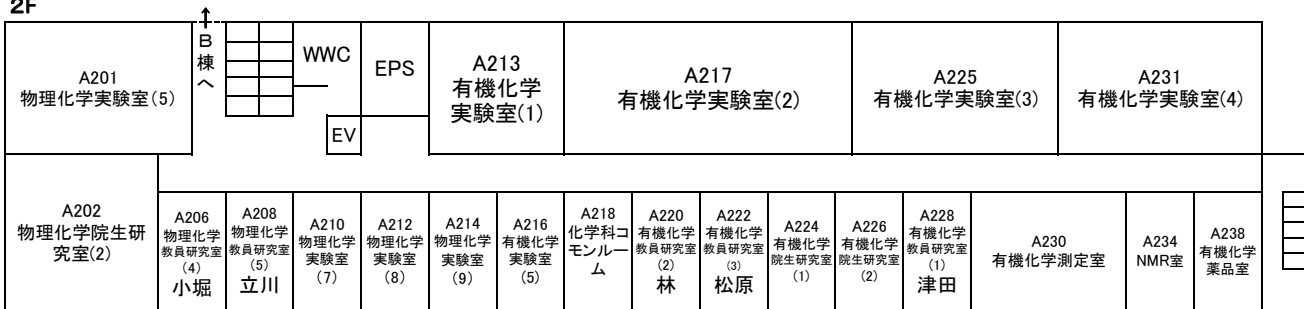 2F
A201
物理化学実験室(5)
B
棟
へ
WWC
EPS
EV
A213
有機化学
実験室(1)
A217
有機化学実験室(2)
A225
有機化学実験室(3)
A231
有機化学実験室(4)
A202
物理化学院生研
究室(2)
A206
物理化学
教員研究室
(4)
小堀
A208
物理化学
教員研究室
(5)
立川
A210
物理化学
実験室
(7)
A212
物理化学
実験室
(8)
A214
物理化学
実験室
(9)
A216
有機化学
実験室
(5)
A218
化学科コ
モンルー
ム
A220
有機化学
教員研究室
(2)
林
A222
有機化学
教員研究室
(3)
松原
A224
有機化学
院生研究室
(1)
A226
有機化学
院生研究室
(2)
A228
有機化学
教員研究室
(1)
津田
A230
有機化学測定室
A234
NMR室
A238
有機化学
薬品室